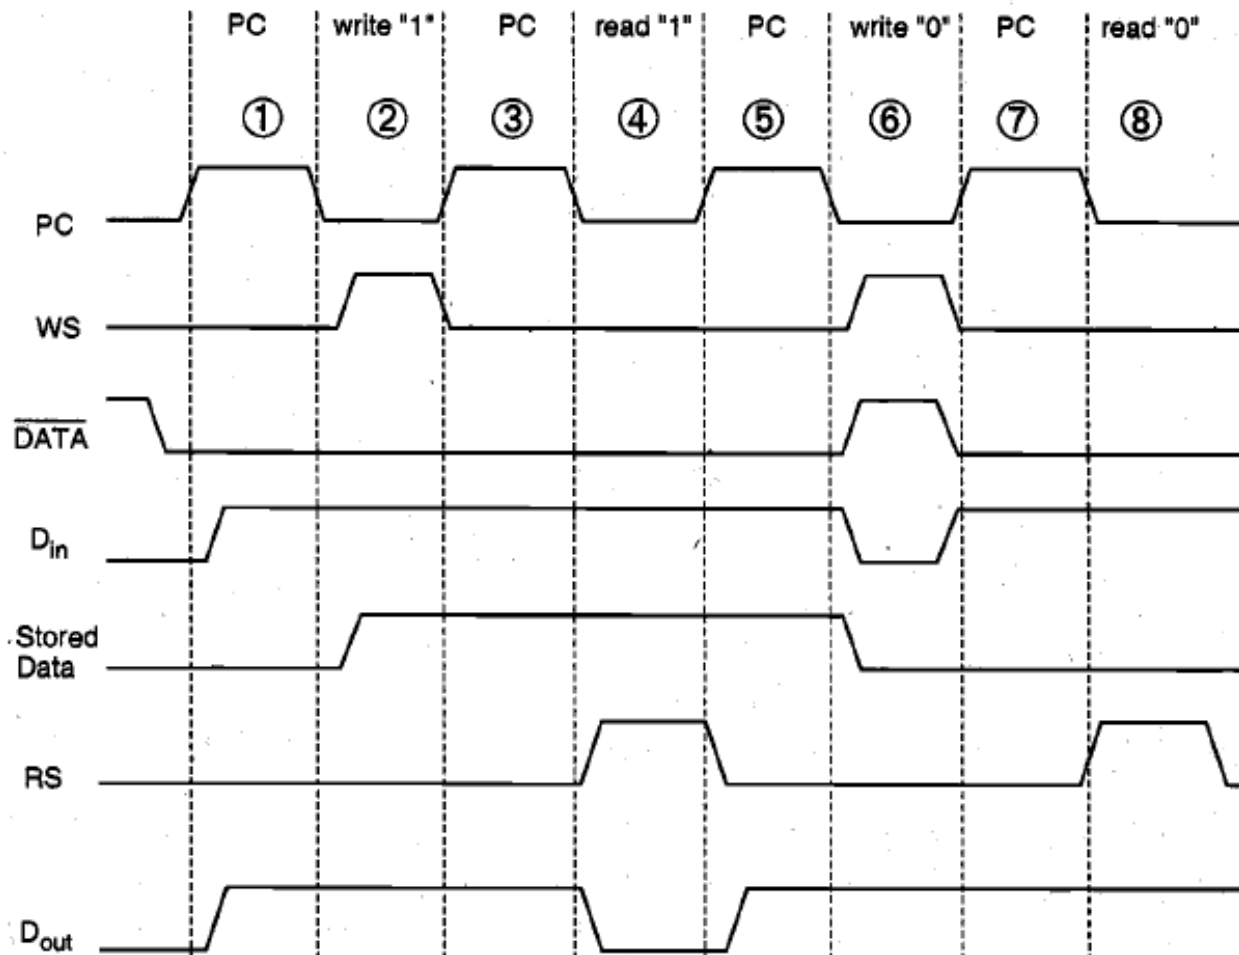 PC write "1" PC read "1" PC write "0" PC read "0"
① ② ③ ④ ⑤ ⑥ ⑦ ⑧
PC
WS
D̅A̅T̅A̅
Din
Stored
Data
RS
Dout